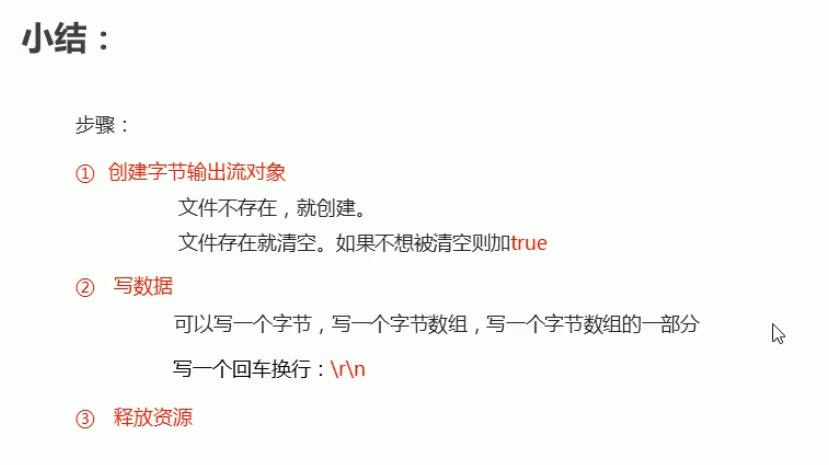 小结：
步骤：
① 创建字节输出流对象
文件不存在，就创建。
文件存在就清空。如果不想被清空则加true
② 写数据
可以写一个字节，写一个字节数组，写一个字节数组的一部分
写一个回车换行：\r\n
③ 释放资源